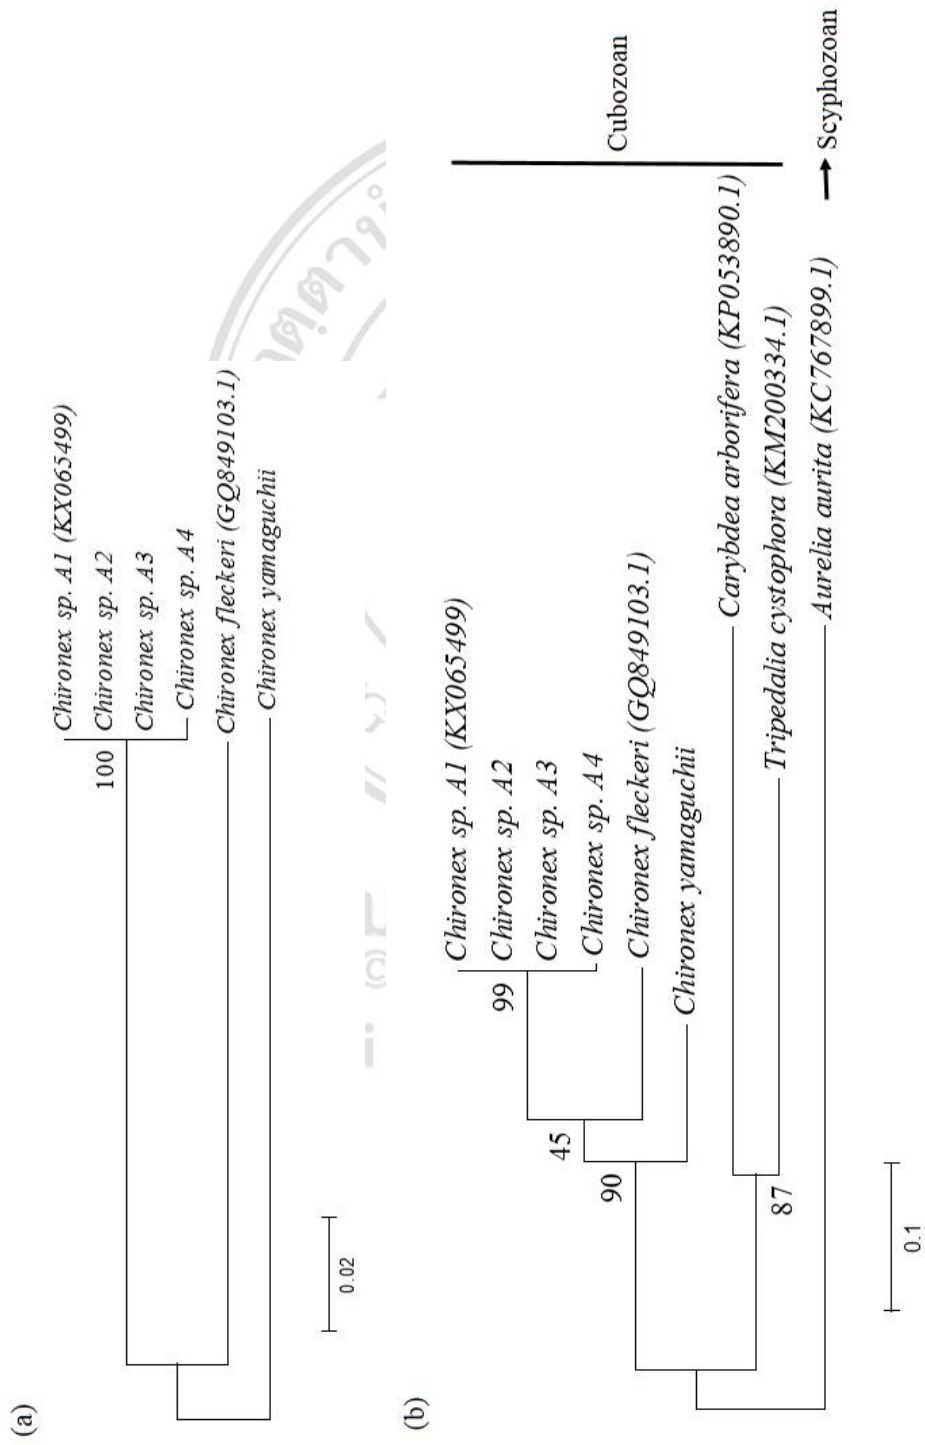 (a)
Chironex sp. A1 (KX065499)
Chironex sp. A2
Chironex sp. A3
Chironex sp. A4
Chironex fleckeri (GQ849103.1)
Chironex yamaguchii
100
0.02
(b)
Chironex sp. A1 (KX065499)
Chironex sp. A2
Chironex sp. A3
Chironex sp. A4
Chironex fleckeri (GQ849103.1)
Chironex yamaguchii
Carybdea arborifera (KP053890.1)
Tripedalia cystophora (KM200334.1)
Aurelia aurita (KC767899.1)
99
45
90
87
Cubozoan
Scyphozoan
0.1